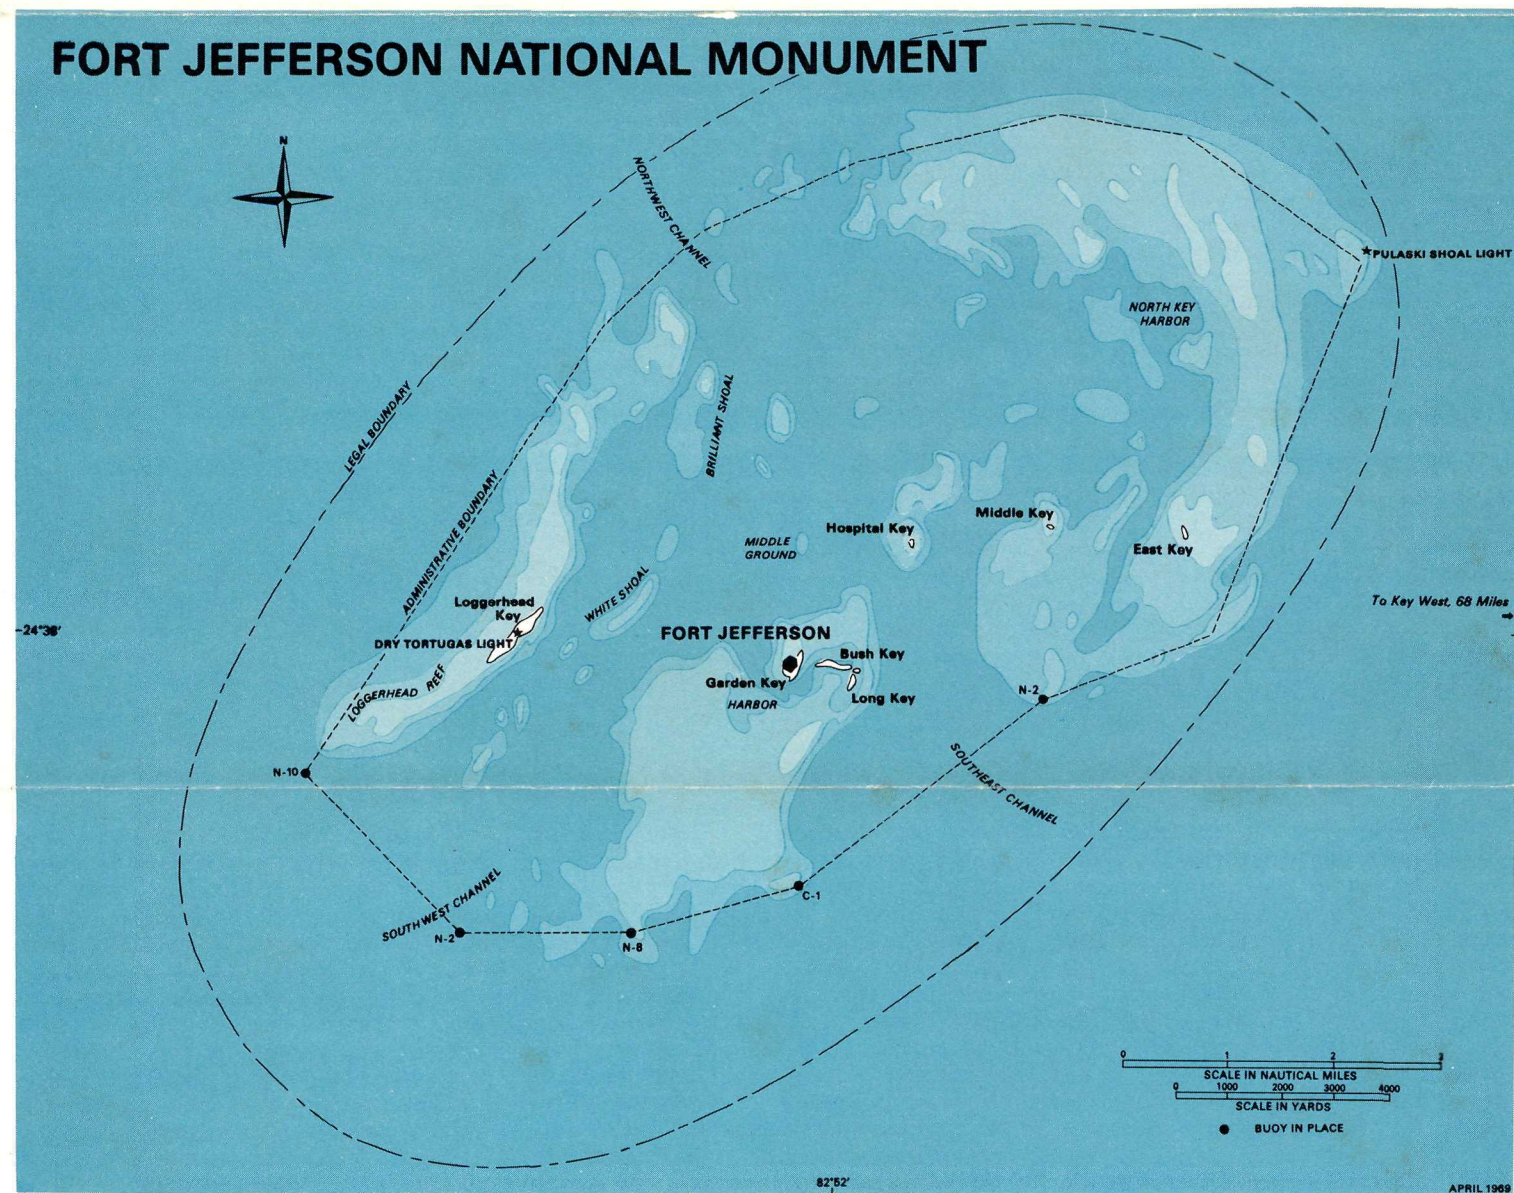 FORT JEFFERSON NATIONAL MONUMENT
N
NORTHWEST CHANNEL
PULASKI SHOAL LIGHT
NORTH KEY
HARBOR
LEGAL BOUNDARY
BRILLIANT SHOAL
ADMINISTRATIVE BOUNDARY
Hospital Key
Middle Key
MIDDLE
GROUND
East Key
WHITE SHOAL
Loggerhead
Key
To Key West, 68 Miles
24°38'
FORT JEFFERSON
DRY TORTUGAS LIGHT
Bush Key
Garden Key
Long Key
LOGGERHEAD REEF
HARBOR
N-2
N-10
SOUTHEAST CHANNEL
SOUTHWEST CHANNEL
C-1
N-2
N-8
0 1 2 3
SCALE IN NAUTICAL MILES
0 1000 2000 3000 4000
SCALE IN YARDS
BUOY IN PLACE
82°52'
APRIL 1969